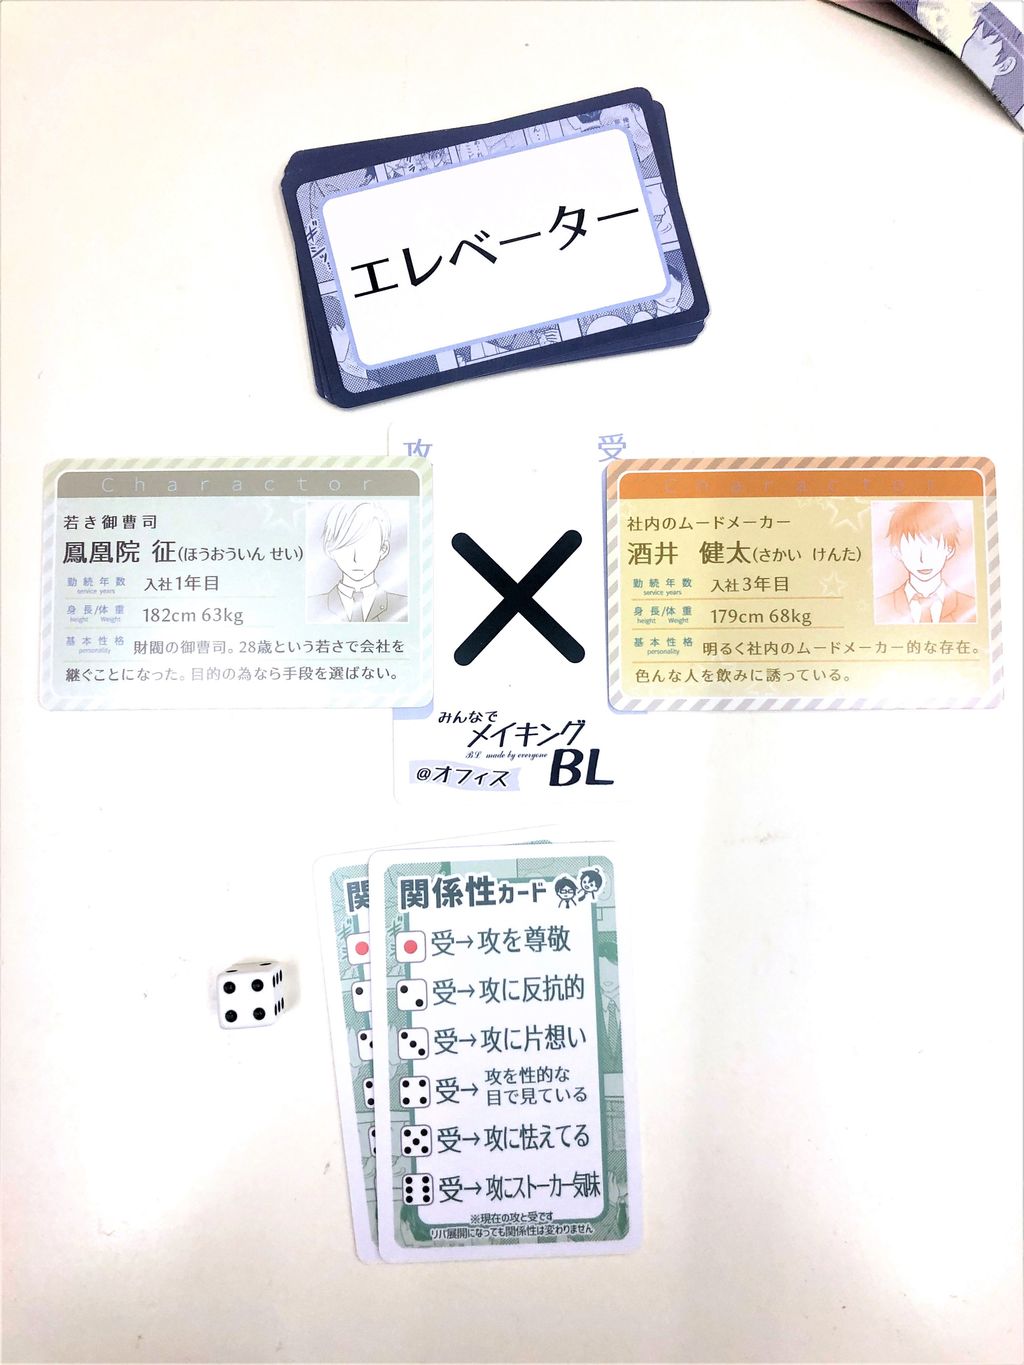 エレベーター
攻
受
Charactor
若き御曹司
鳳凰院 征(ほうおういん せい)
勤続年数 入社1年目
service years
身長/体重 182cm 63kg
height Weight
基本性格 財閥の御曹司。28歳という若さで会社を
personality
継ぐことになった。目的の為なら手段を選ばない。
Charactor
社内のムードメーカー
酒井 健太(さかい けんた)
勤続年数 入社3年目
service years
身長/体重 179cm 68kg
height Weight
基本性格 明るく社内のムードメーカー的な存在。
personality
色んな人を飲みに誘っている。
みんなで
メイキング
BL made by everyone
BL
@オフィス
関
関係性カード
受→攻を尊敬
受→攻に反抗的
受→攻に片想い
受→攻を性的な
目で見ている
受→攻に怯えてる
受→攻にストーカー気味
※現在の攻と受です
リバ展開になっても関係性は変わりません